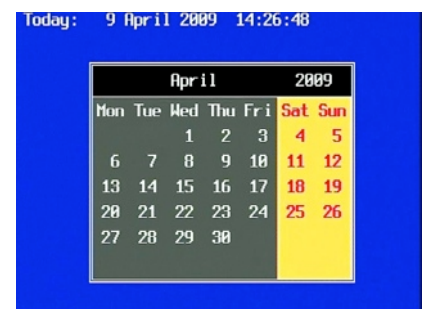 Today: 9 April 2009 14:26:48
April 2009
Mon Tue Wed Thu Fri Sat Sun
1 2 3 4 5
6 7 8 9 10 11 12
13 14 15 16 17 18 19
20 21 22 23 24 25 26
27 28 29 30